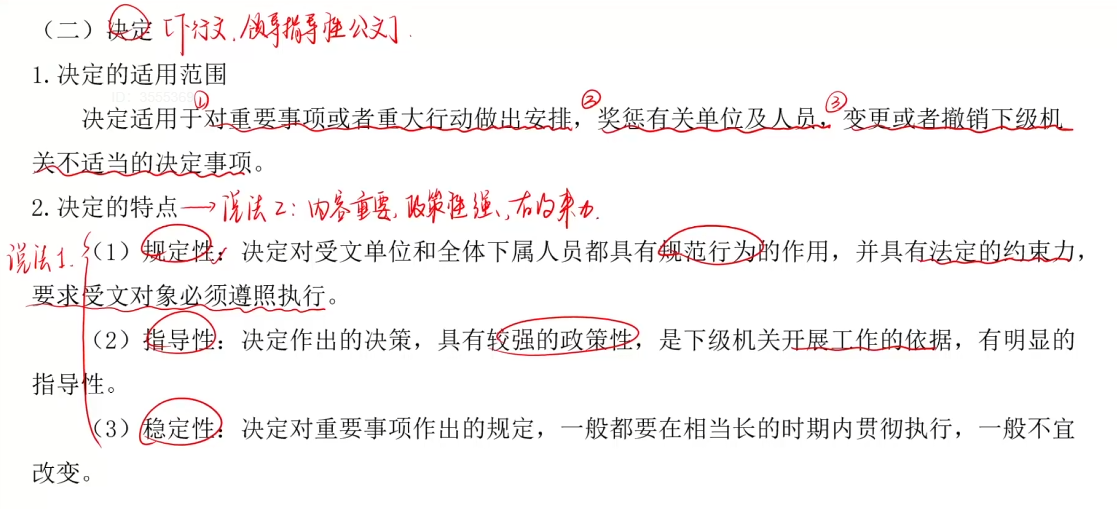 （二）决定 [下行文，领导指导性公文].
1.决定的适用范围
ID：
① ② ③
决定适用于对重要事项或者重大行动做出安排，奖惩有关单位及人员，变更或者撤销下级机
关不适当的决定事项。
2.决定的特点 → 说法2：内容重要，政策性强，有约束力.
说法1.
（1）规定性：决定对受文单位和全体下属人员都具有规范行为的作用，并具有法定的约束力，
要求受文对象必须遵照执行。
（2）指导性：决定作出的决策，具有较强的政策性，是下级机关开展工作的依据，有明显的
指导性。
（3）稳定性：决定对重要事项作出的规定，一般都要在相当长的时期内贯彻执行，一般不宜
改变。